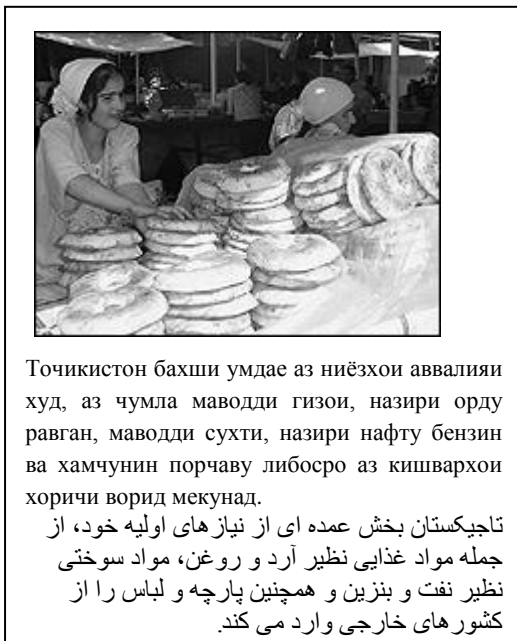 Точикистон бахши умдае аз ниёзхои аввалияи
худ, аз чумла маводди гизои, назири орду
равган, маводди сухти, назири нафту бензин
ва хамчунин порчаву либосро аз кишвархои
хоричи ворид мекунад.
تاجیکستان بخش عمده ای از نیازهای اولیه خود، از
جمله مواد غذایی نظیر آرد و روغن، مواد سوختی
نظیر نفت و بنزین و همچنین پارچه و لباس را از
کشورهای خارجی وارد می کند.